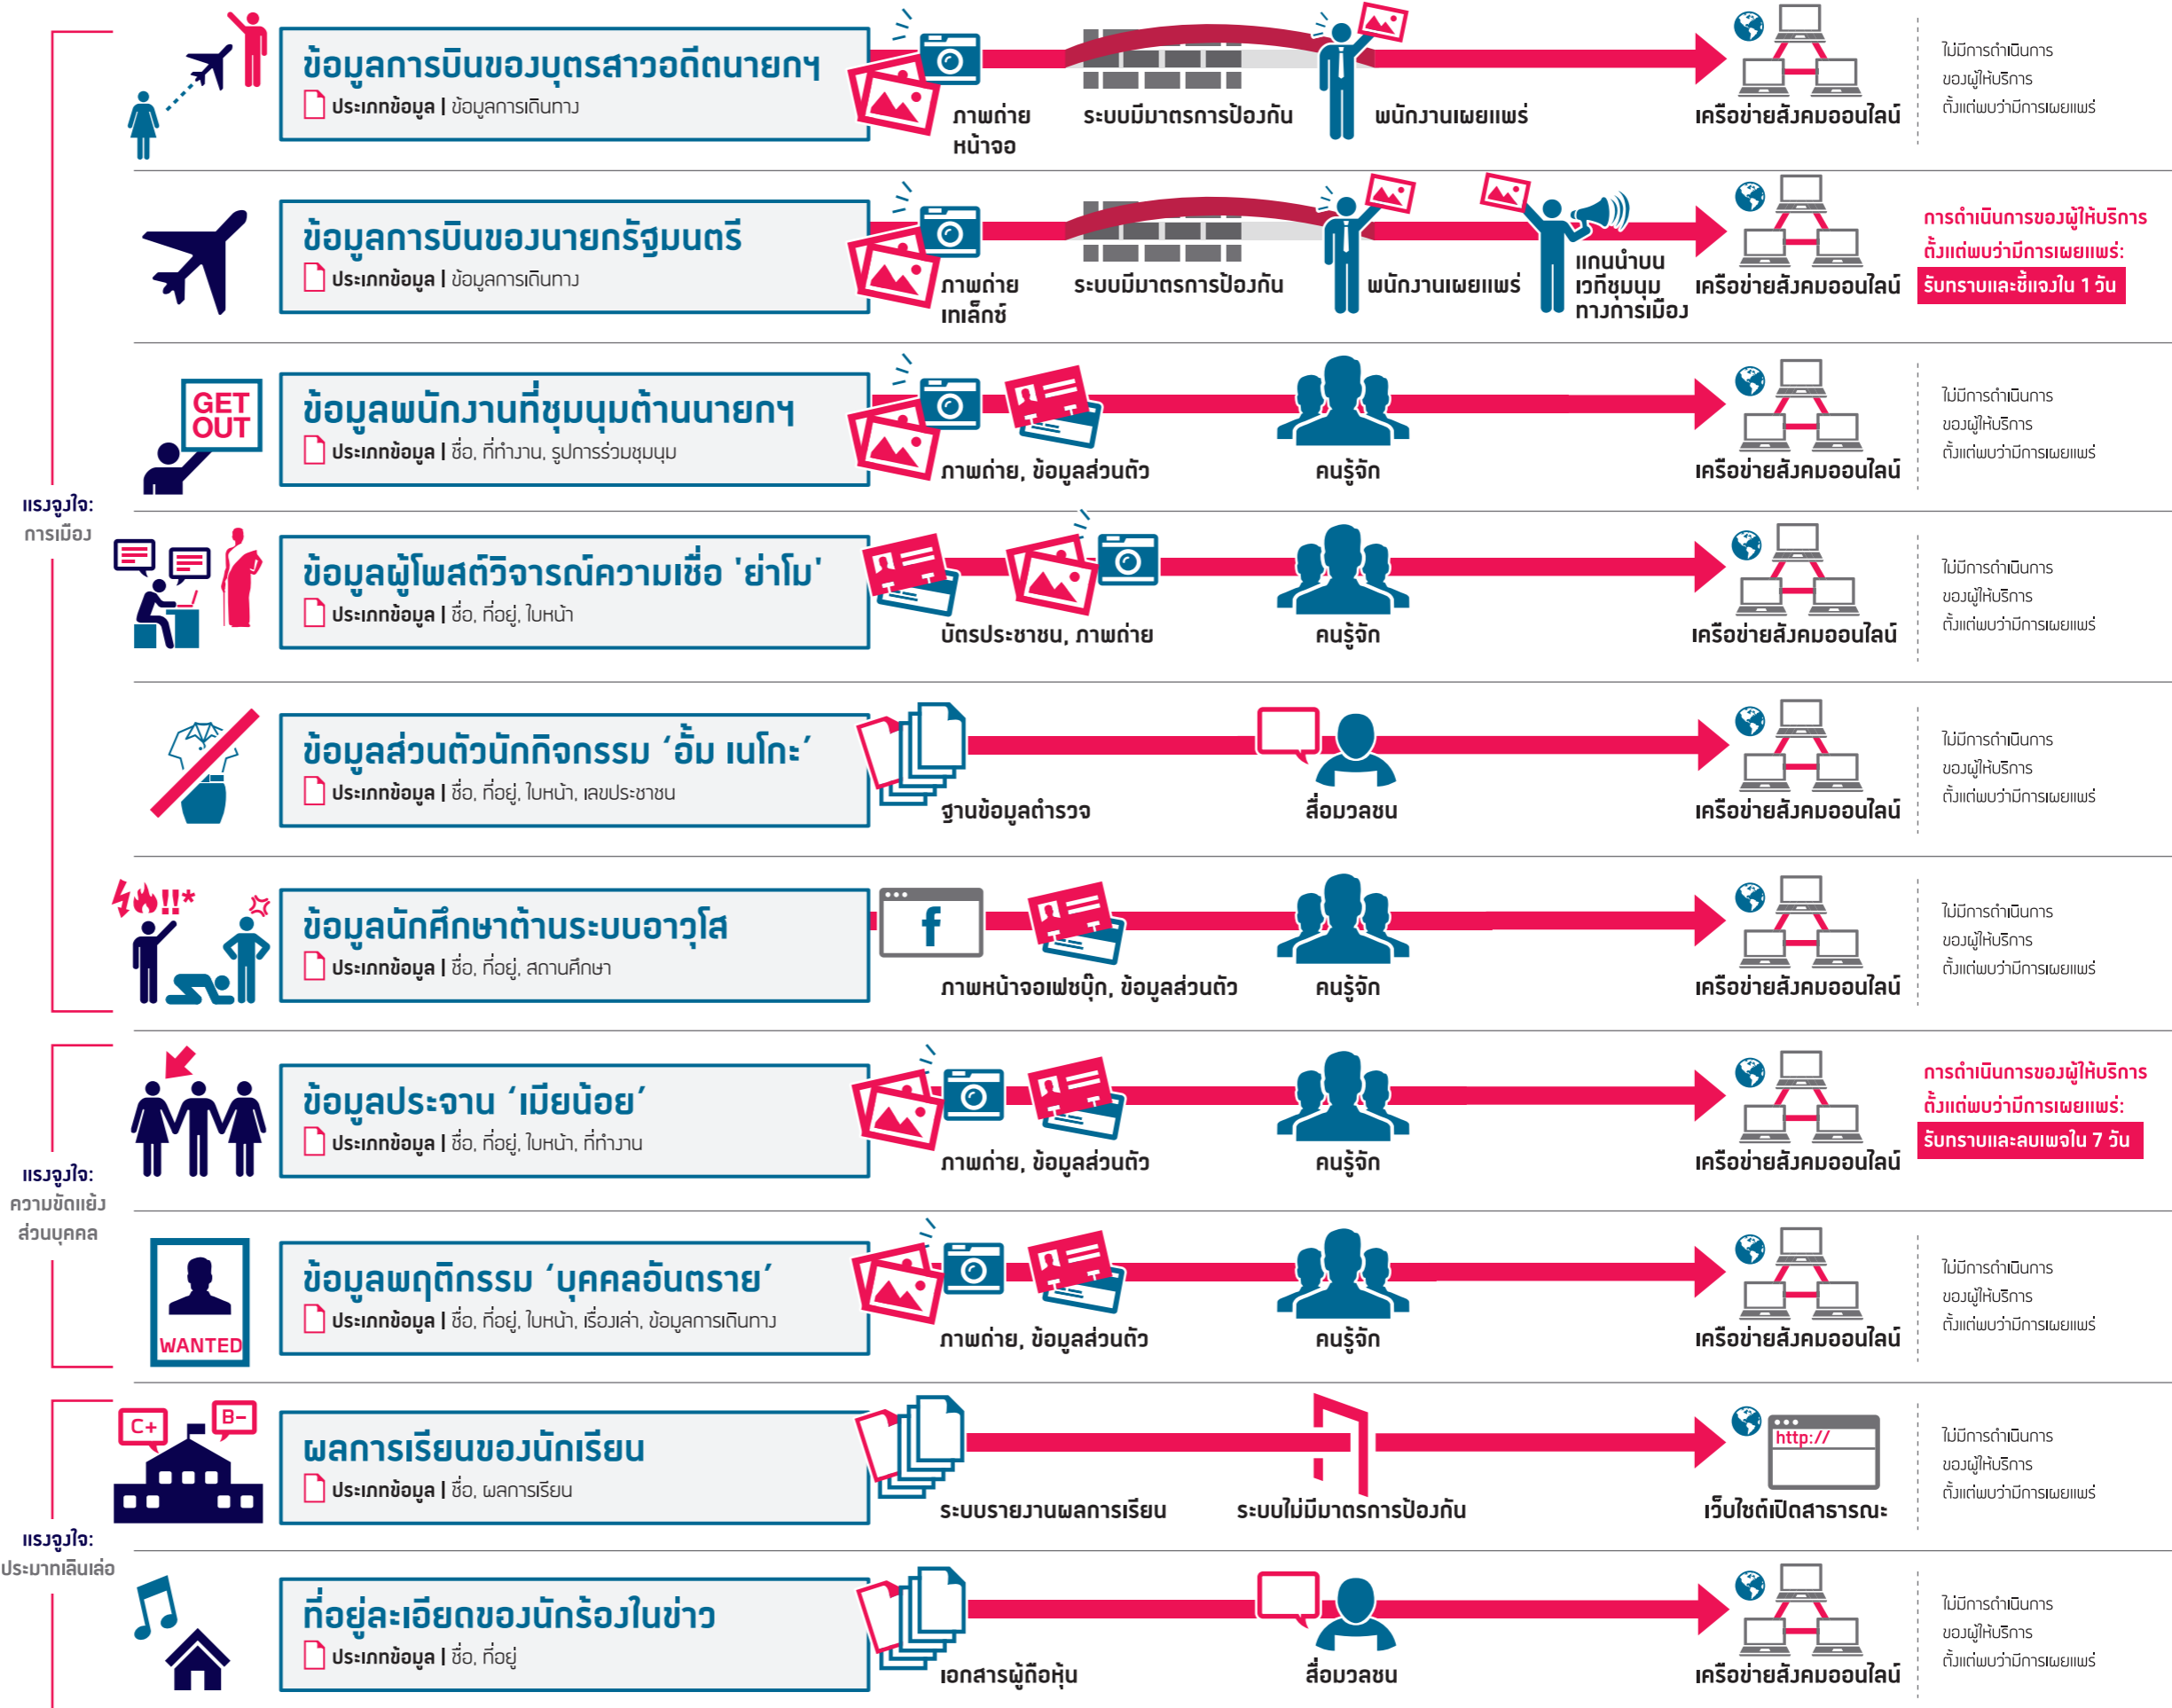 ข้อมูลการบินของบุตรสาวอดีตนายกฯ
ประเภทข้อมูล | ข้อมูลการเดินทาง
ภาพถ่าย
หน้าจอ
ระบบมีมาตรการป้องกัน
พนักงานเผยแพร่
เครือข่ายสังคมออนไลน์
ไม่มีการดำเนินการ
ของผู้ให้บริการ
ตั้งแต่พบว่ามีการเผยแพร่
ข้อมูลการบินของนายกรัฐมนตรี
ประเภทข้อมูล | ข้อมูลการเดินทาง
ภาพถ่าย
เทเล็กซ์
ระบบมีมาตรการป้องกัน
พนักงานเผยแพร่
แกนนำบน
เวทีชุมนุม
ทางการเมือง
เครือข่ายสังคมออนไลน์
การดำเนินการของผู้ให้บริการ
ตั้งแต่พบว่ามีการเผยแพร่:
รับทราบและชี้แจงใน 1 วัน
GET
OUT
ข้อมูลพนักงานที่ชุมนุมต้านนายกฯ
ประเภทข้อมูล | ชื่อ, ที่ทำงาน, รูปการร่วมชุมนุม
ภาพถ่าย, ข้อมูลส่วนตัว
คนรู้จัก
เครือข่ายสังคมออนไลน์
ไม่มีการดำเนินการ
ของผู้ให้บริการ
ตั้งแต่พบว่ามีการเผยแพร่
แรงจูงใจ:
การเมือง
ข้อมูลผู้โพสต์วิจารณ์ความเชื่อ 'ย่าโม'
ประเภทข้อมูล | ชื่อ, ที่อยู่, ใบหน้า
บัตรประชาชน, ภาพถ่าย
คนรู้จัก
เครือข่ายสังคมออนไลน์
ไม่มีการดำเนินการ
ของผู้ให้บริการ
ตั้งแต่พบว่ามีการเผยแพร่
ข้อมูลส่วนตัวนักกิจกรรม ‘อั้ม เนโกะ’
ประเภทข้อมูล | ชื่อ, ที่อยู่, ใบหน้า, เลขประชาชน
ฐานข้อมูลตำรวจ
สื่อมวลชน
เครือข่ายสังคมออนไลน์
ไม่มีการดำเนินการ
ของผู้ให้บริการ
ตั้งแต่พบว่ามีการเผยแพร่
!!*
ข้อมูลนักศึกษาต้านระบบอาวุโส
ประเภทข้อมูล | ชื่อ, ที่อยู่, สถานศึกษา
f
ภาพหน้าจอเฟซบุ๊ก, ข้อมูลส่วนตัว
คนรู้จัก
เครือข่ายสังคมออนไลน์
ไม่มีการดำเนินการ
ของผู้ให้บริการ
ตั้งแต่พบว่ามีการเผยแพร่
แรงจูงใจ:
ความขัดแย้ง
ส่วนบุคคล
ข้อมูลประจาน ‘เมียน้อย’
ประเภทข้อมูล | ชื่อ, ที่อยู่, ใบหน้า, ที่ทำงาน
ภาพถ่าย, ข้อมูลส่วนตัว
คนรู้จัก
เครือข่ายสังคมออนไลน์
การดำเนินการของผู้ให้บริการ
ตั้งแต่พบว่ามีการเผยแพร่:
รับทราบและลบเพจใน 7 วัน
WANTED
ข้อมูลพฤติกรรม ‘บุคคลอันตราย’
ประเภทข้อมูล | ชื่อ, ที่อยู่, ใบหน้า, เรื่องเล่า, ข้อมูลการเดินทาง
ภาพถ่าย, ข้อมูลส่วนตัว
คนรู้จัก
เครือข่ายสังคมออนไลน์
ไม่มีการดำเนินการ
ของผู้ให้บริการ
ตั้งแต่พบว่ามีการเผยแพร่
แรงจูงใจ:
ประมาทเลินเล่อ
C+
B-
ผลการเรียนของนักเรียน
ประเภทข้อมูล | ชื่อ, ผลการเรียน
ระบบรายงานผลการเรียน
ระบบไม่มีมาตรการป้องกัน
http://
เว็บไซต์เปิดสาธารณะ
ไม่มีการดำเนินการ
ของผู้ให้บริการ
ตั้งแต่พบว่ามีการเผยแพร่
ที่อยู่ละเอียดของนักร้องในข่าว
ประเภทข้อมูล | ชื่อ, ที่อยู่
เอกสารผู้ถือหุ้น
สื่อมวลชน
เครือข่ายสังคมออนไลน์
ไม่มีการดำเนินการ
ของผู้ให้บริการ
ตั้งแต่พบว่ามีการเผยแพร่